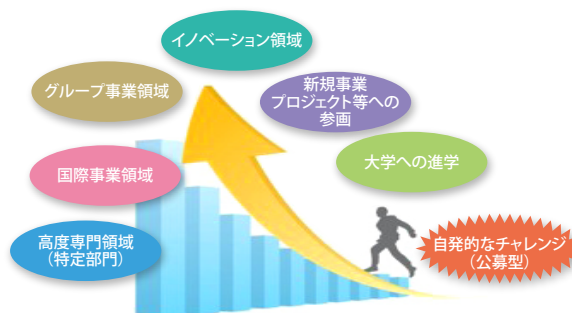 イノベーション領域
グループ事業領域
新規事業
プロジェクト等への
参画
国際事業領域
大学への進学
高度専門領域
（特定部門）
自発的なチャレンジ
（公募型）